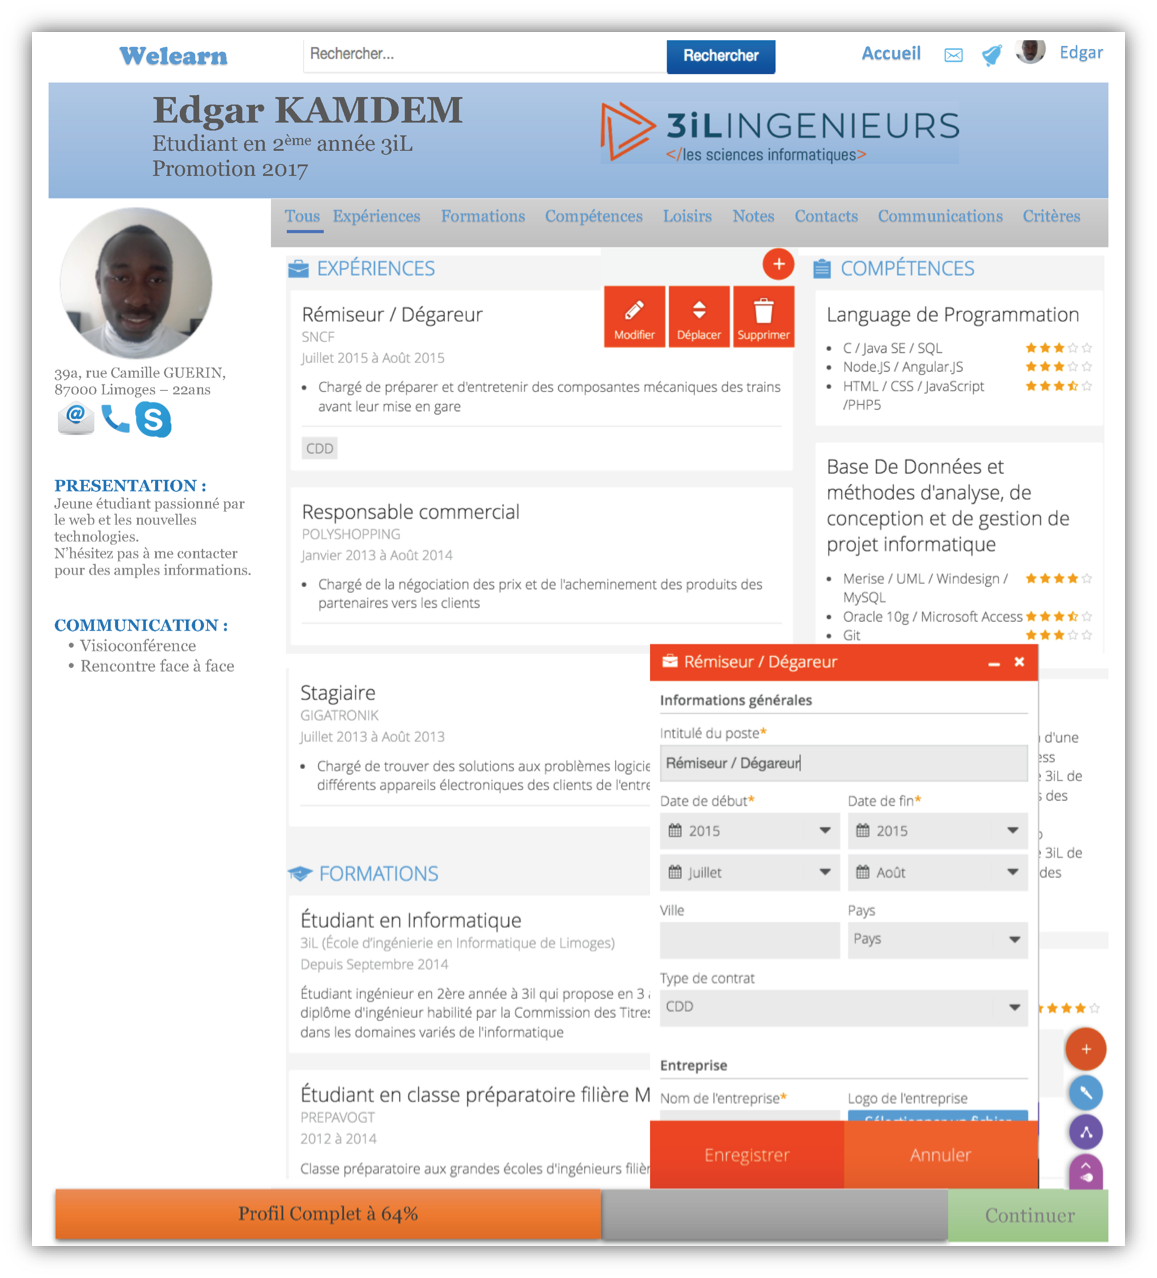 Welearn
Rechercher...
Rechercher
Accueil
Edgar
Edgar KAMDEM
Etudiant en 2ème année 3iL
Promotion 2017
3iLINGENIEURS
</les sciences informatiques>
Tous Expériences Formations Compétences Loisirs Notes Contacts Communications Critères
39a, rue Camille GUERIN,
87000 Limoges – 22ans
@
S
PRESENTATION :
Jeune étudiant passionné par
le web et les nouvelles
technologies.
N'hésitez pas à me contacter
pour des amples informations.
COMMUNICATION :
• Visioconférence
• Rencontre face à face
EXPÉRIENCES
+
Modifier
Déplacer
Supprimer
Rémiseur / Dégareur
SNCF
Juillet 2015 à Août 2015
• Chargé de préparer et d'entretenir des composantes mécaniques des trains
avant leur mise en gare
CDD
Responsable commercial
POLYSHOPPING
Janvier 2013 à Août 2014
• Chargé de la négociation des prix et de l'acheminement des produits des
partenaires vers les clients
Stagiaire
GIGATRONIK
Juillet 2013 à Août 2013
• Chargé de trouver des solutions aux problèmes logicie
différents appareils électroniques des clients de l'entre
FORMATIONS
Étudiant en Informatique
3iL (École d'ingénierie en Informatique de Limoges)
Depuis Septembre 2014
Étudiant ingénieur en 2ère année à 3il qui propose en 3
diplôme d'ingénieur habilité par la Commission des Titres
dans les domaines variés de l'informatique
Étudiant en classe préparatoire filière M
PREPAVOGT
2012 à 2014
Classe préparatoire aux grandes écoles d'ingénieurs filièr
COMPÉTENCES
Language de Programmation
• C / Java SE / SQL
• Node.JS / Angular.JS
• HTML / CSS / JavaScript
/PHP5
Base De Données et
méthodes d'analyse, de
conception et de gestion de
projet informatique
• Merise / UML / Windesign /
MySQL
• Oracle 10g / Microsoft Access
• Git
d'une
ess
3iL de
des
3iL de
des
Rémiseur / Dégareur
Informations générales
Intitulé du poste*
Rémiseur / Dégareur
Date de début* Date de fin*
2015 2015
Juillet Août
Ville Pays
Pays
Type de contrat
CDD
Entreprise
Nom de l'entreprise* Logo de l'entreprise
Sélectionner un fichier
Enregistrer Annuler
+
Profil Complet à 64%
Continuer